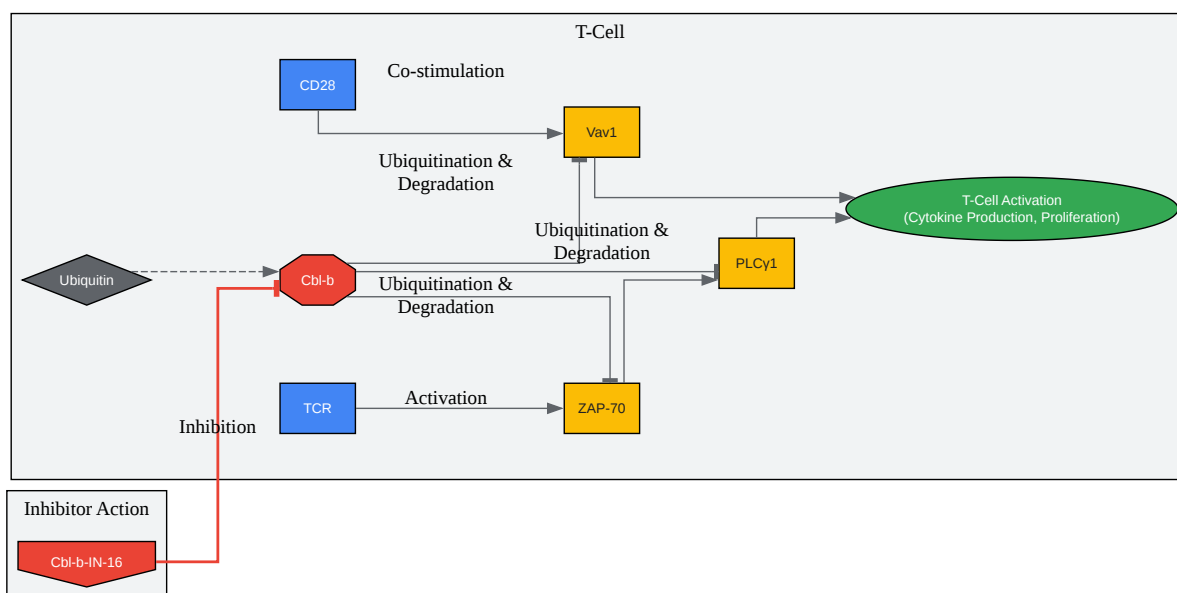 T-Cell
CD28
Co-stimulation
Vav1
Ubiquitination &
Degradation
T-Cell Activation
(Cytokine Production, Proliferation)
Ubiquitination &
Degradation
PLCγ1
Ubiquitin
Cbl-b
Ubiquitination &
Degradation
TCR
Activation
ZAP-70
Inhibition
Inhibitor Action
Cbl-b-IN-16